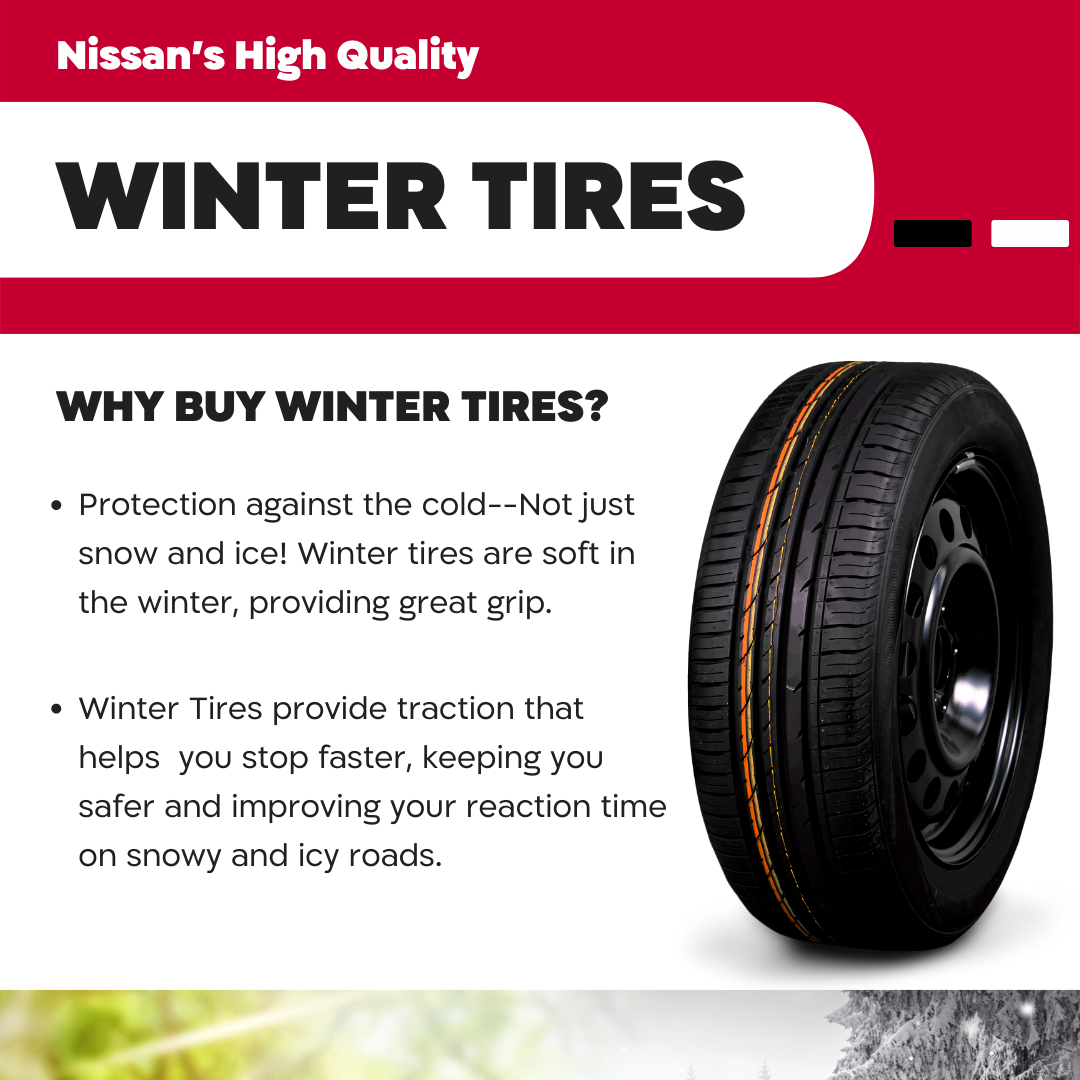 Nissan's High Quality
WINTER TIRES
WHY BUY WINTER TIRES?
• Protection against the cold--Not just
snow and ice! Winter tires are soft in
the winter, providing great grip.
• Winter Tires provide traction that
helps  you stop faster, keeping you
safer and improving your reaction time
on snowy and icy roads.